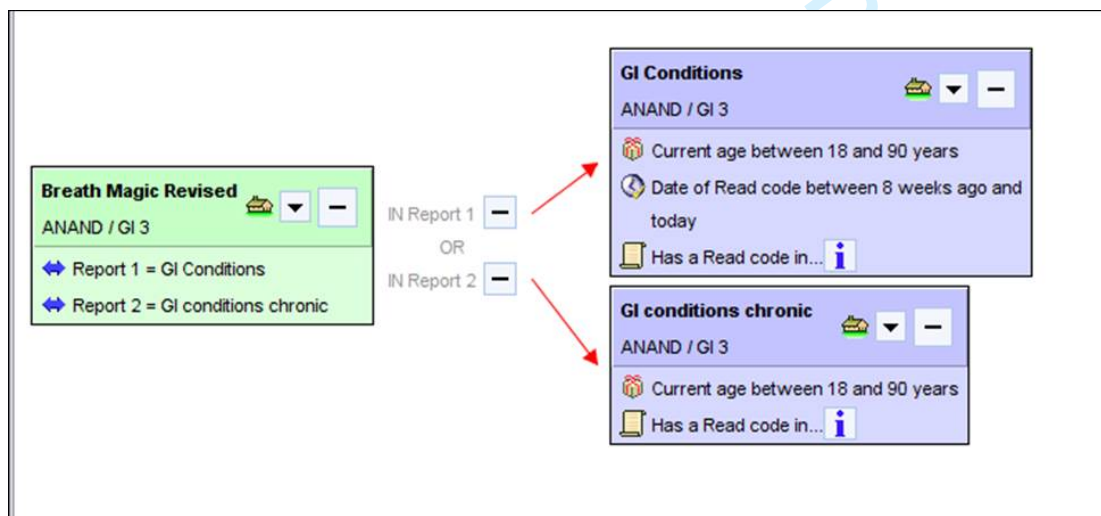 Breath Magic Revised
ANAND / GI 3
Report 1 = GI Conditions
Report 2 = GI conditions chronic
IN Report 1
OR
IN Report 2
GI Conditions
ANAND / GI 3
Current age between 18 and 90 years
Date of Read code between 8 weeks ago and
today
Has a Read code in...
GI conditions chronic
ANAND / GI 3
Current age between 18 and 90 years
Has a Read code in...